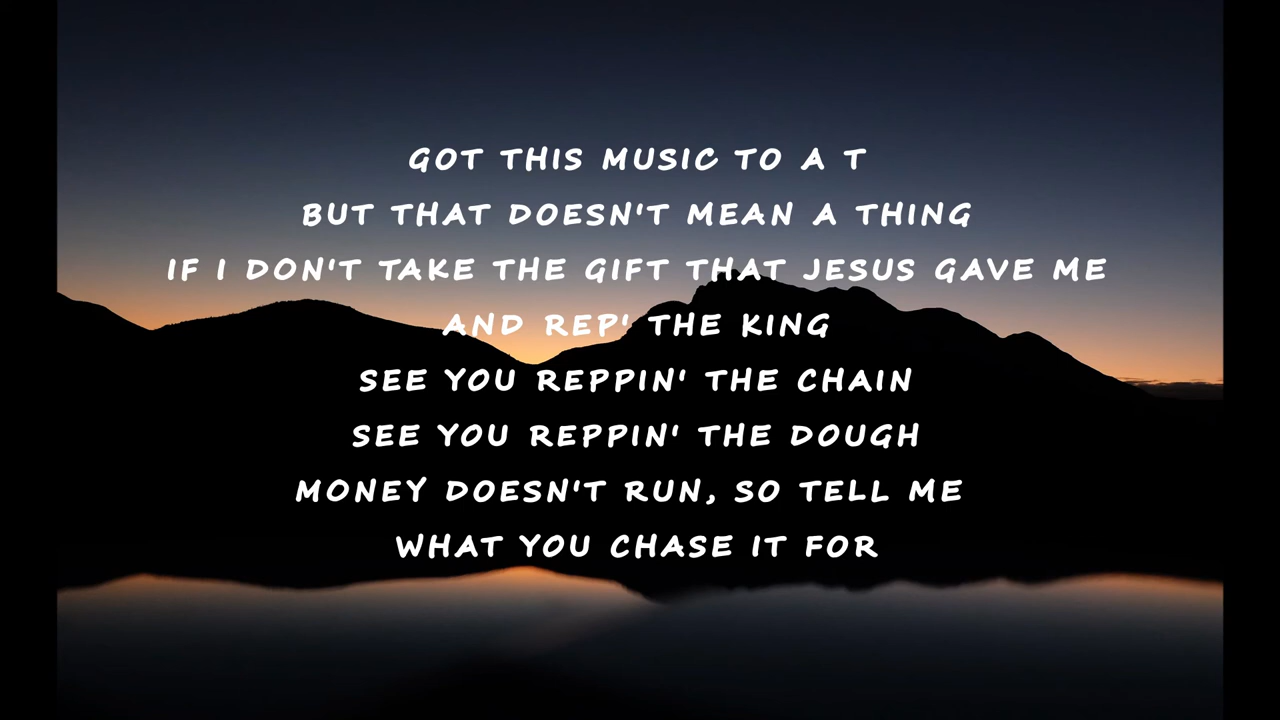 GOT THIS MUSIC TO A T
BUT THAT DOESN'T MEAN A THING
IF I DON'T TAKE THE GIFT THAT JESUS GAVE ME
AND REP' THE KING
SEE YOU REPPIN' THE CHAIN
SEE YOU REPPIN' THE DOUGH
MONEY DOESN'T RUN, SO TELL ME
WHAT YOU CHASE IT FOR